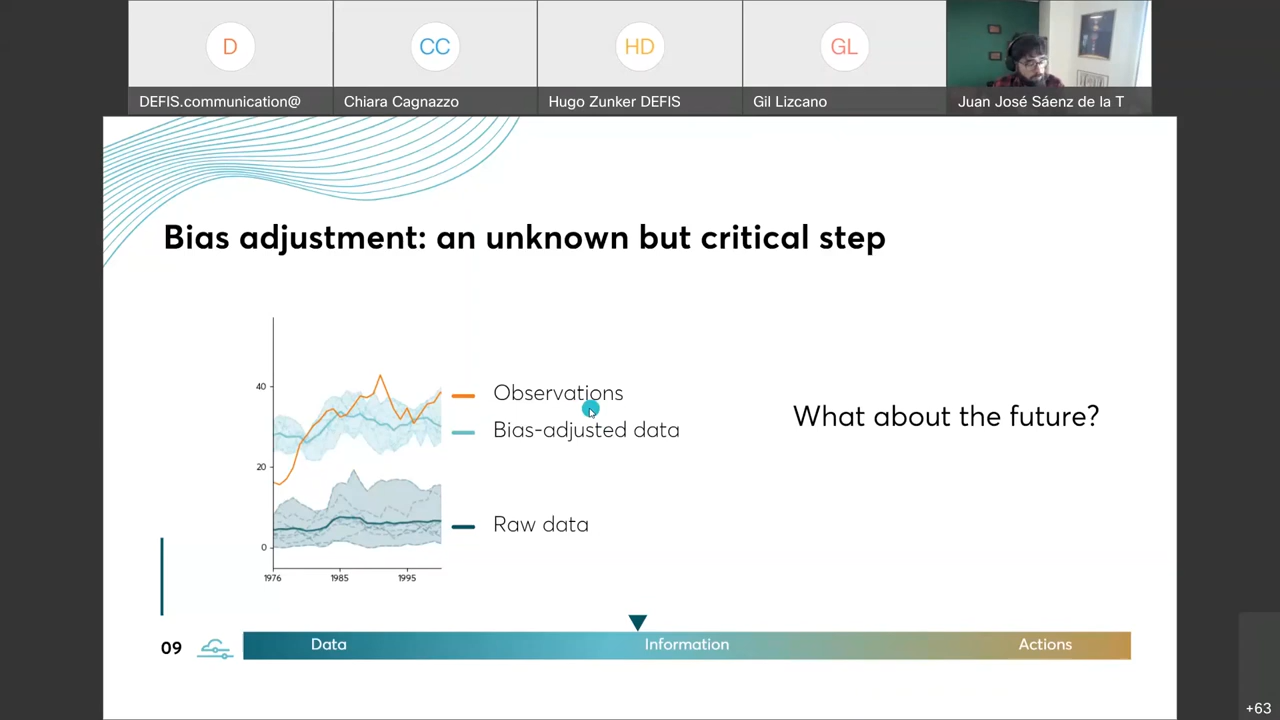 D
CC
HD
GL
DEFIS.communication@
Chiara Cagnazzo
Hugo Zunker DEFIS
Gil Lizcano
Juan José Sáenz de la T
Bias adjustment: an unknown but critical step
40
20
0
1976
1985
1995
Observations
Bias-adjusted data
Raw data
What about the future?
09
Data
Information
Actions
+63